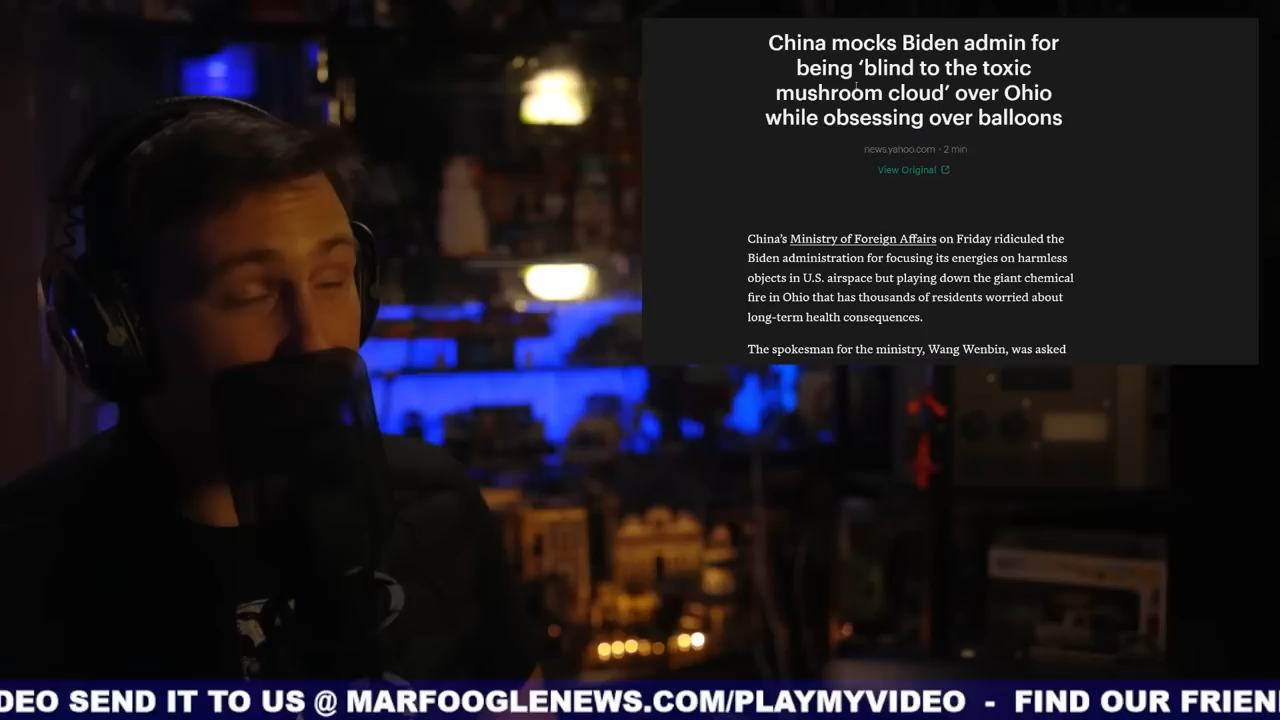 China mocks Biden admin for
being ‘blind to the toxic
mushroom cloud’ over Ohio
while obsessing over balloons
news.yahoo.com · 2 min
View Original
China’s Ministry of Foreign Affairs on Friday ridiculed the
Biden administration for focusing its energies on harmless
objects in U.S. airspace but playing down the giant chemical
fire in Ohio that has thousands of residents worried about
long-term health consequences.
The spokesman for the ministry, Wang Wenbin, was asked
DEO SEND IT TO US @ MARFOOGLENEWS.COM/PLAYMYVIDEO - FIND OUR FRIEN